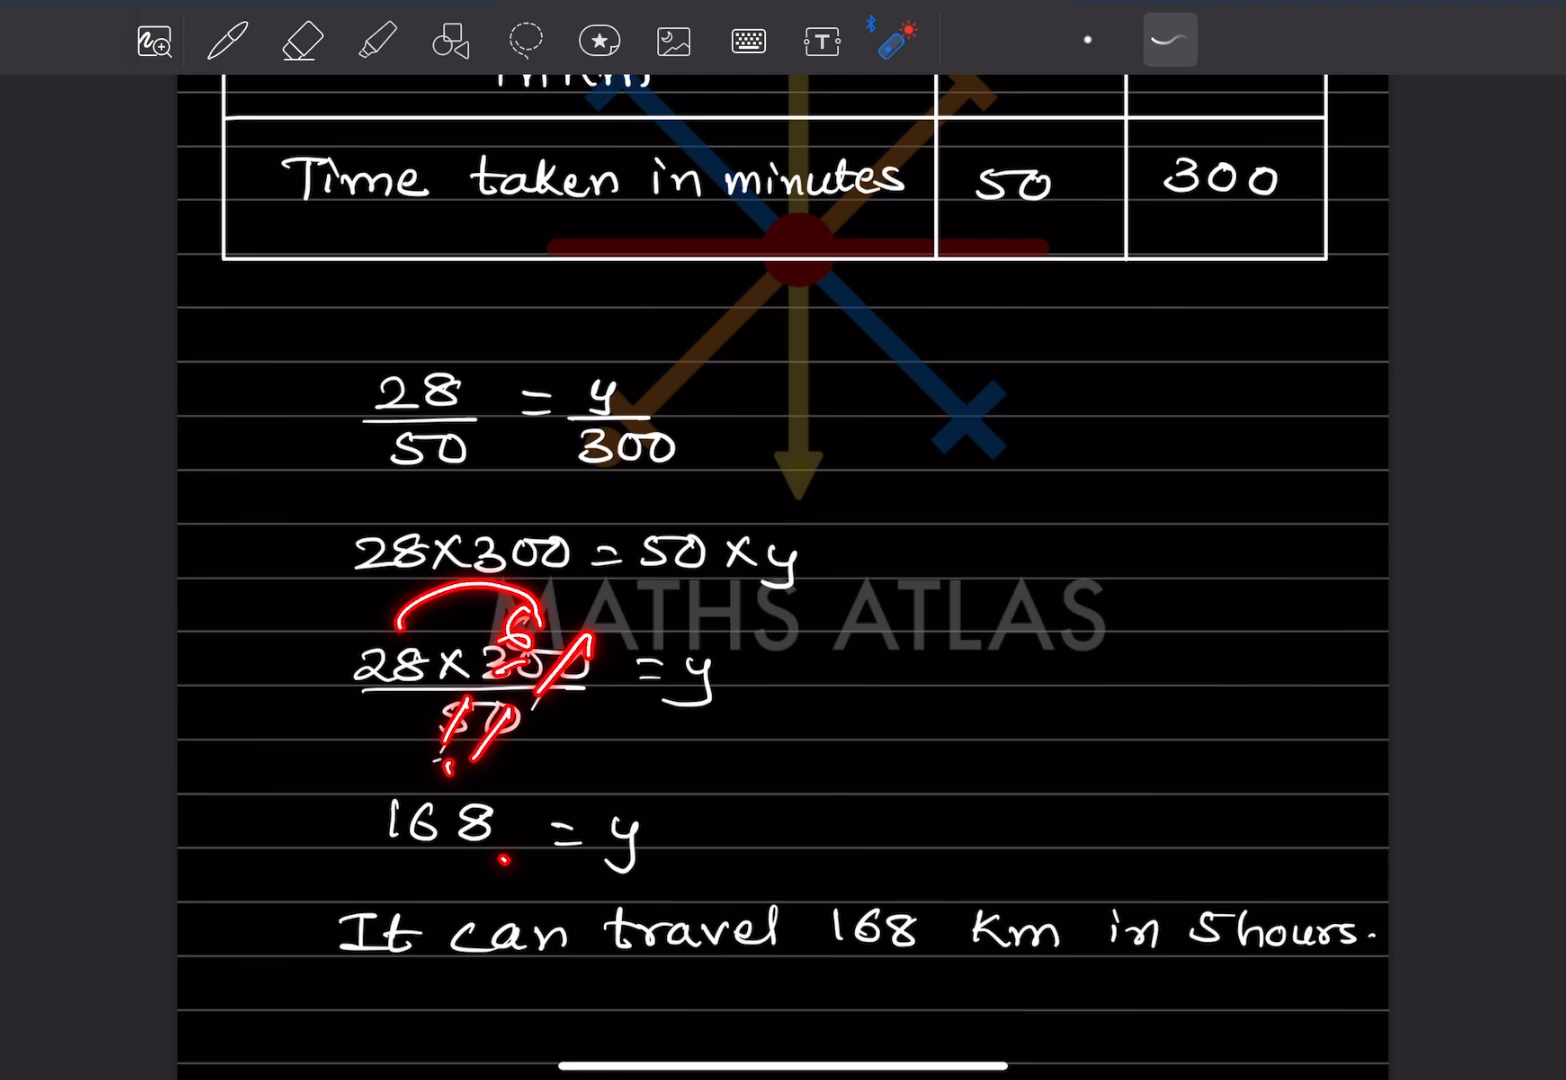 Time taken in minutes 50 300
28/50 = y/300
28×300 = 50 × y
MATHS ATLAS
6
28 × 300 / 50 = y
168 = y
It can travel 168 Km in 5 hours.